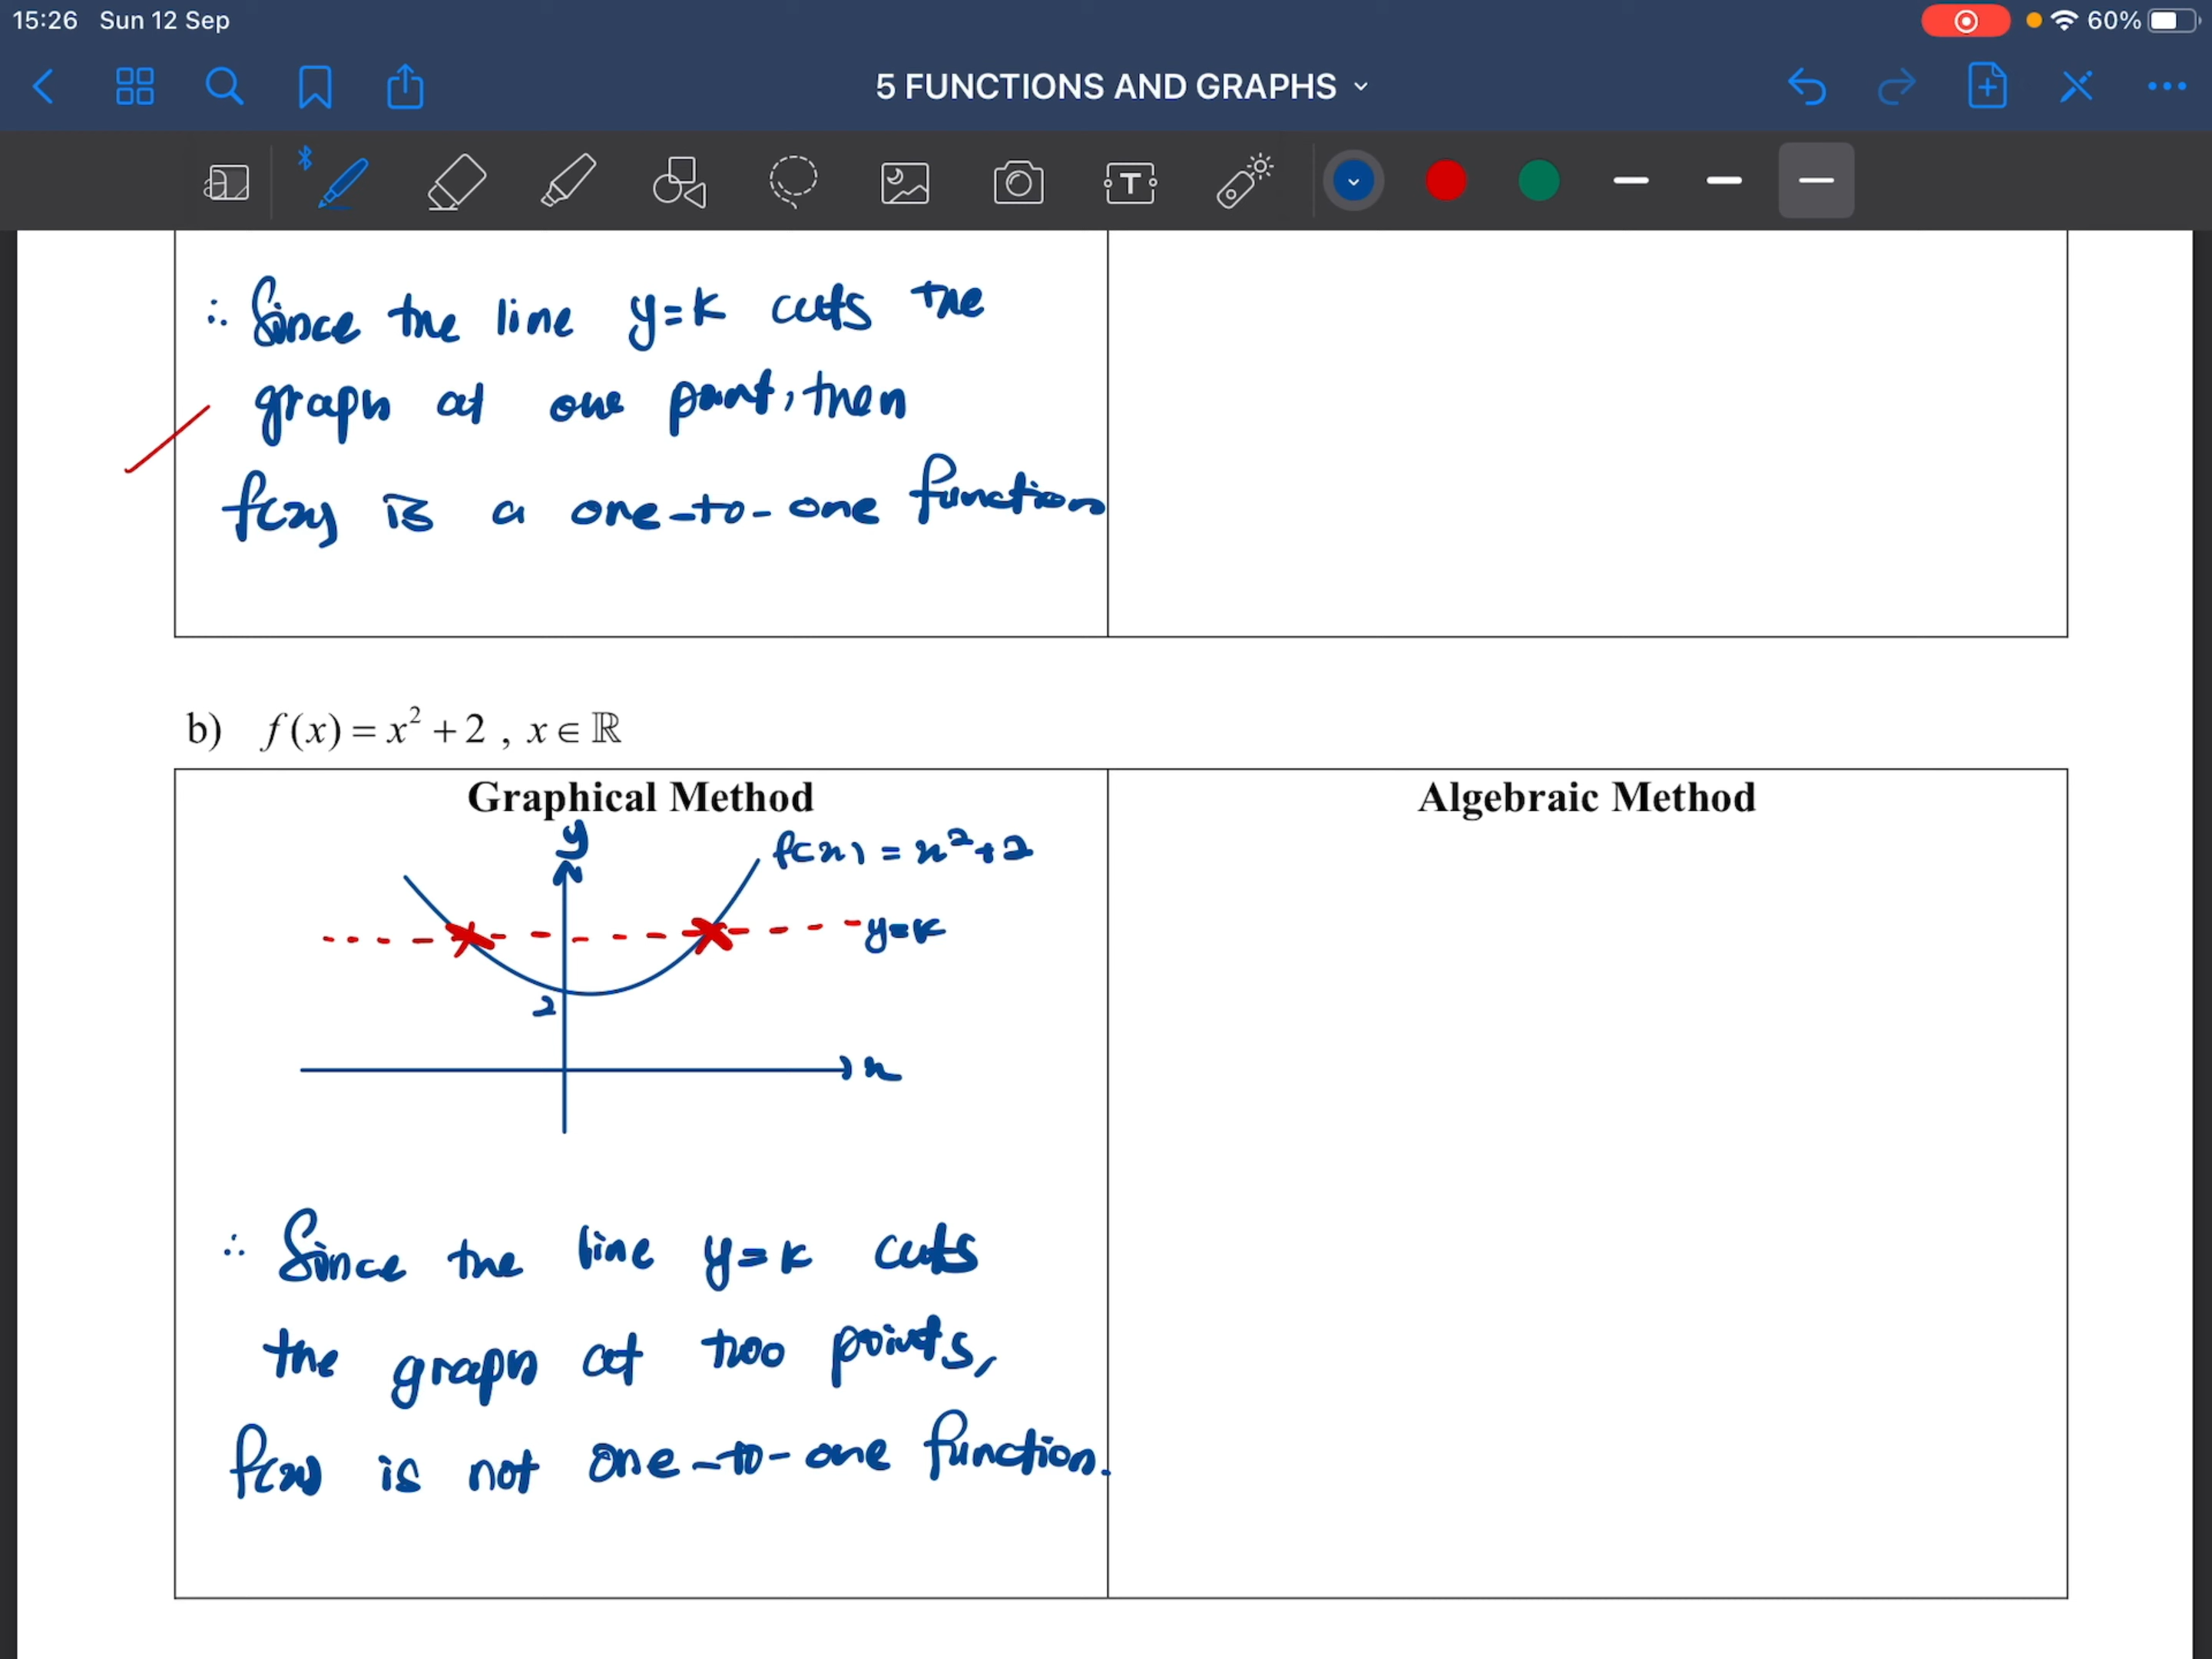 15:26 Sun 12 Sep
60%
5 FUNCTIONS AND GRAPHS
∴ Since the line y=k cuts the
graph at one point, then
f(x) is a one-to-one function
b) f(x) = x² + 2 , x ∈ ℝ
Graphical Method
Algebraic Method
y
f(x) = x²+2
y=k
2
x
∴ Since the line y=k cuts
the graph at two points,
f(x) is not one-to-one function.